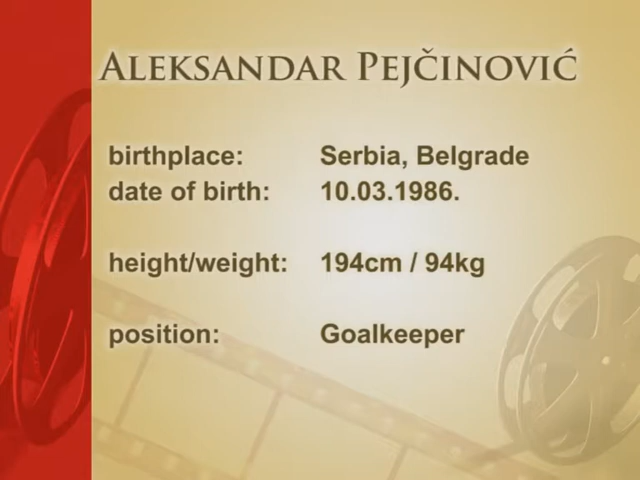 ALEKSANDAR PEJČINOVIĆ
birthplace: Serbia, Belgrade
date of birth: 10.03.1986.
height/weight: 194cm / 94kg
position: Goalkeeper